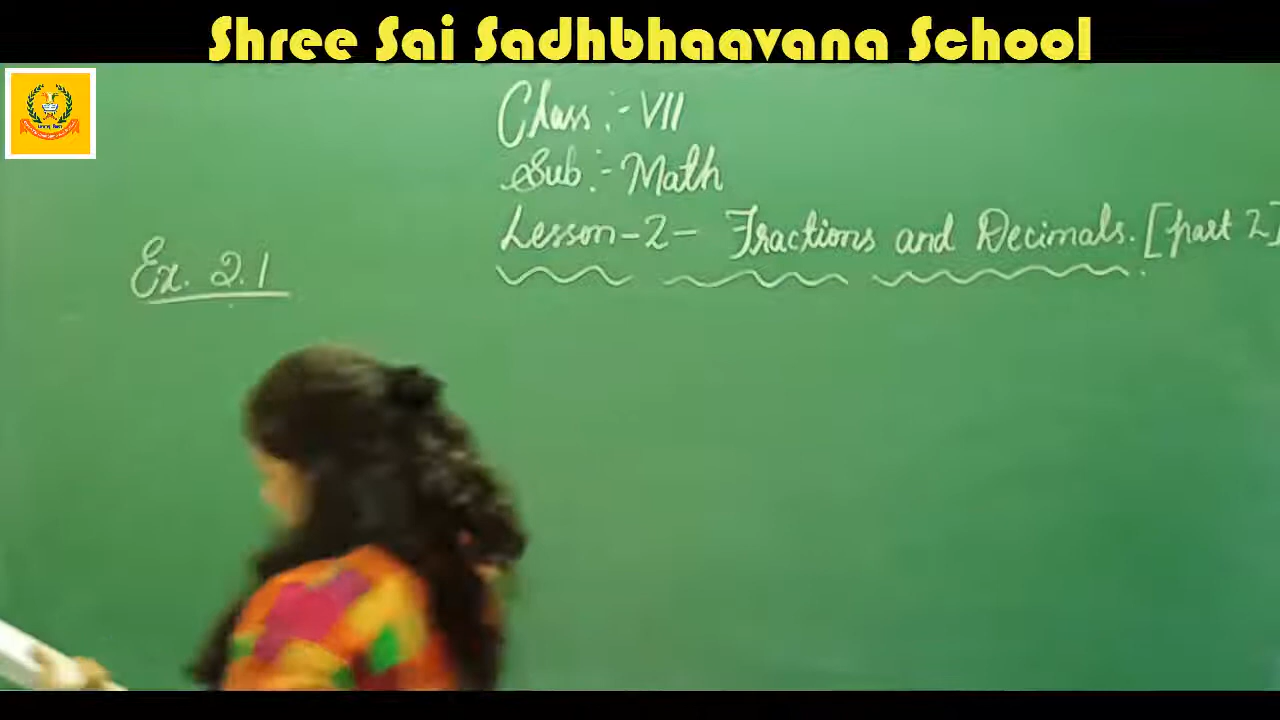 Shree Sai Sadhbhaavana School
Class :- VII
Sub :- Math
Lesson-2- Fractions and Decimals. [part 2]
Ex. 2.1